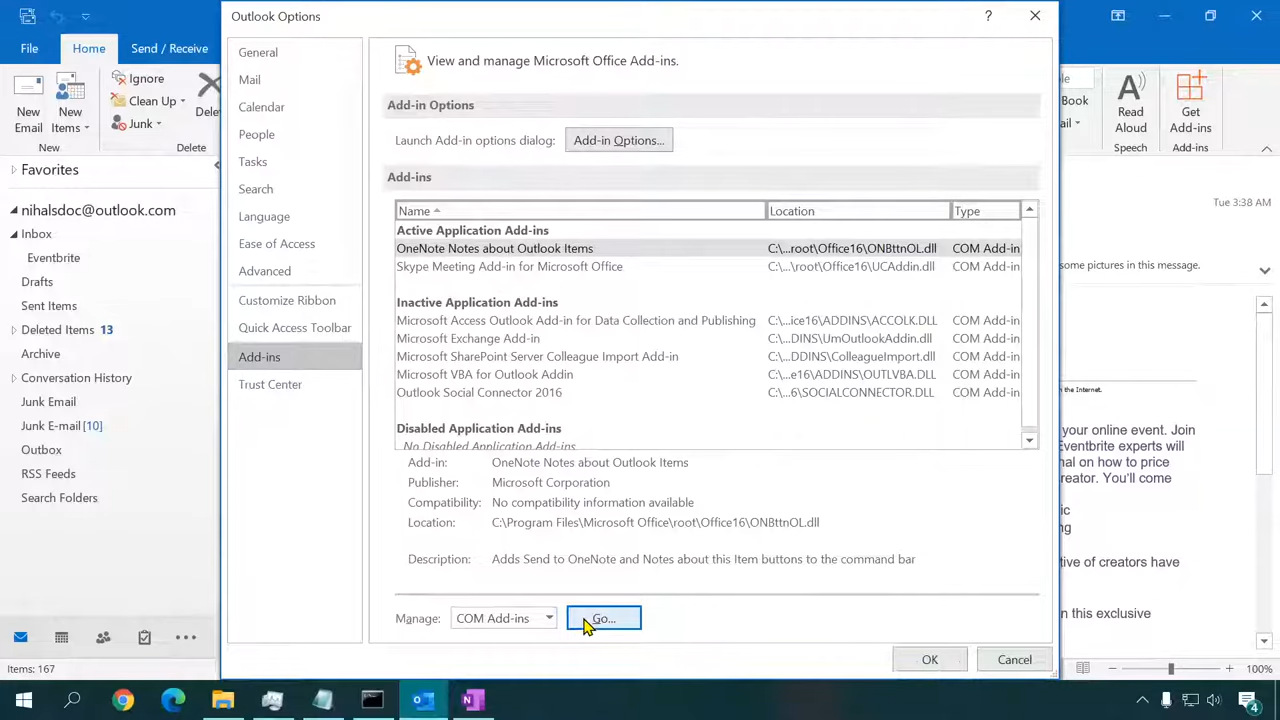 Outlook Options
?
File
Home
Send / Receive
New Email
New Items
New
Ignore
Clean Up
Junk
Delete
Book
Read Aloud
Speech
Get Add-ins
Add-ins
Favorites
nihalsdoc@outlook.com
Inbox
Eventbrite
Drafts
Sent Items
Deleted Items 13
Archive
Conversation History
Junk Email
Junk E-mail [10]
Outbox
RSS Feeds
Search Folders
Items: 167
General
Mail
Calendar
People
Tasks
Search
Language
Ease of Access
Advanced
Customize Ribbon
Quick Access Toolbar
Add-ins
Trust Center
View and manage Microsoft Office Add-ins.
Add-in Options
Launch Add-in options dialog: Add-in Options...
Add-ins
Name Location Type
Active Application Add-ins
OneNote Notes about Outlook Items C:\...root\Office16\ONBttnOL.dll COM Add-in
Skype Meeting Add-in for Microsoft Office C:\...\root\Office16\UCAddin.dll COM Add-in
Inactive Application Add-ins
Microsoft Access Outlook Add-in for Data Collection and Publishing C:\...ice16\ADDINS\ACCOLK.DLL COM Add-in
Microsoft Exchange Add-in C:\...DINS\UmOutlookAddin.dll COM Add-in
Microsoft SharePoint Server Colleague Import Add-in C:\...DDINS\ColleagueImport.dll COM Add-in
Microsoft VBA for Outlook Addin C:\...e16\ADDINS\OUTLVBA.DLL COM Add-in
Outlook Social Connector 2016 C:\...6\SOCIALCONNECTOR.DLL COM Add-in
Disabled Application Add-ins
No Disabled Application Add-ins
Add-in: OneNote Notes about Outlook Items
Publisher: Microsoft Corporation
Compatibility: No compatibility information available
Location: C:\Program Files\Microsoft Office\root\Office16\ONBttnOL.dll
Description: Adds Send to OneNote and Notes about this Item buttons to the command bar
Manage: COM Add-ins Go...
OK Cancel
Tue 3:38 AM
some pictures in this message.
the Internet.
your online event. Join
Eventbrite experts will
on how to price
You'll come
of creators have
this exclusive
100%
4